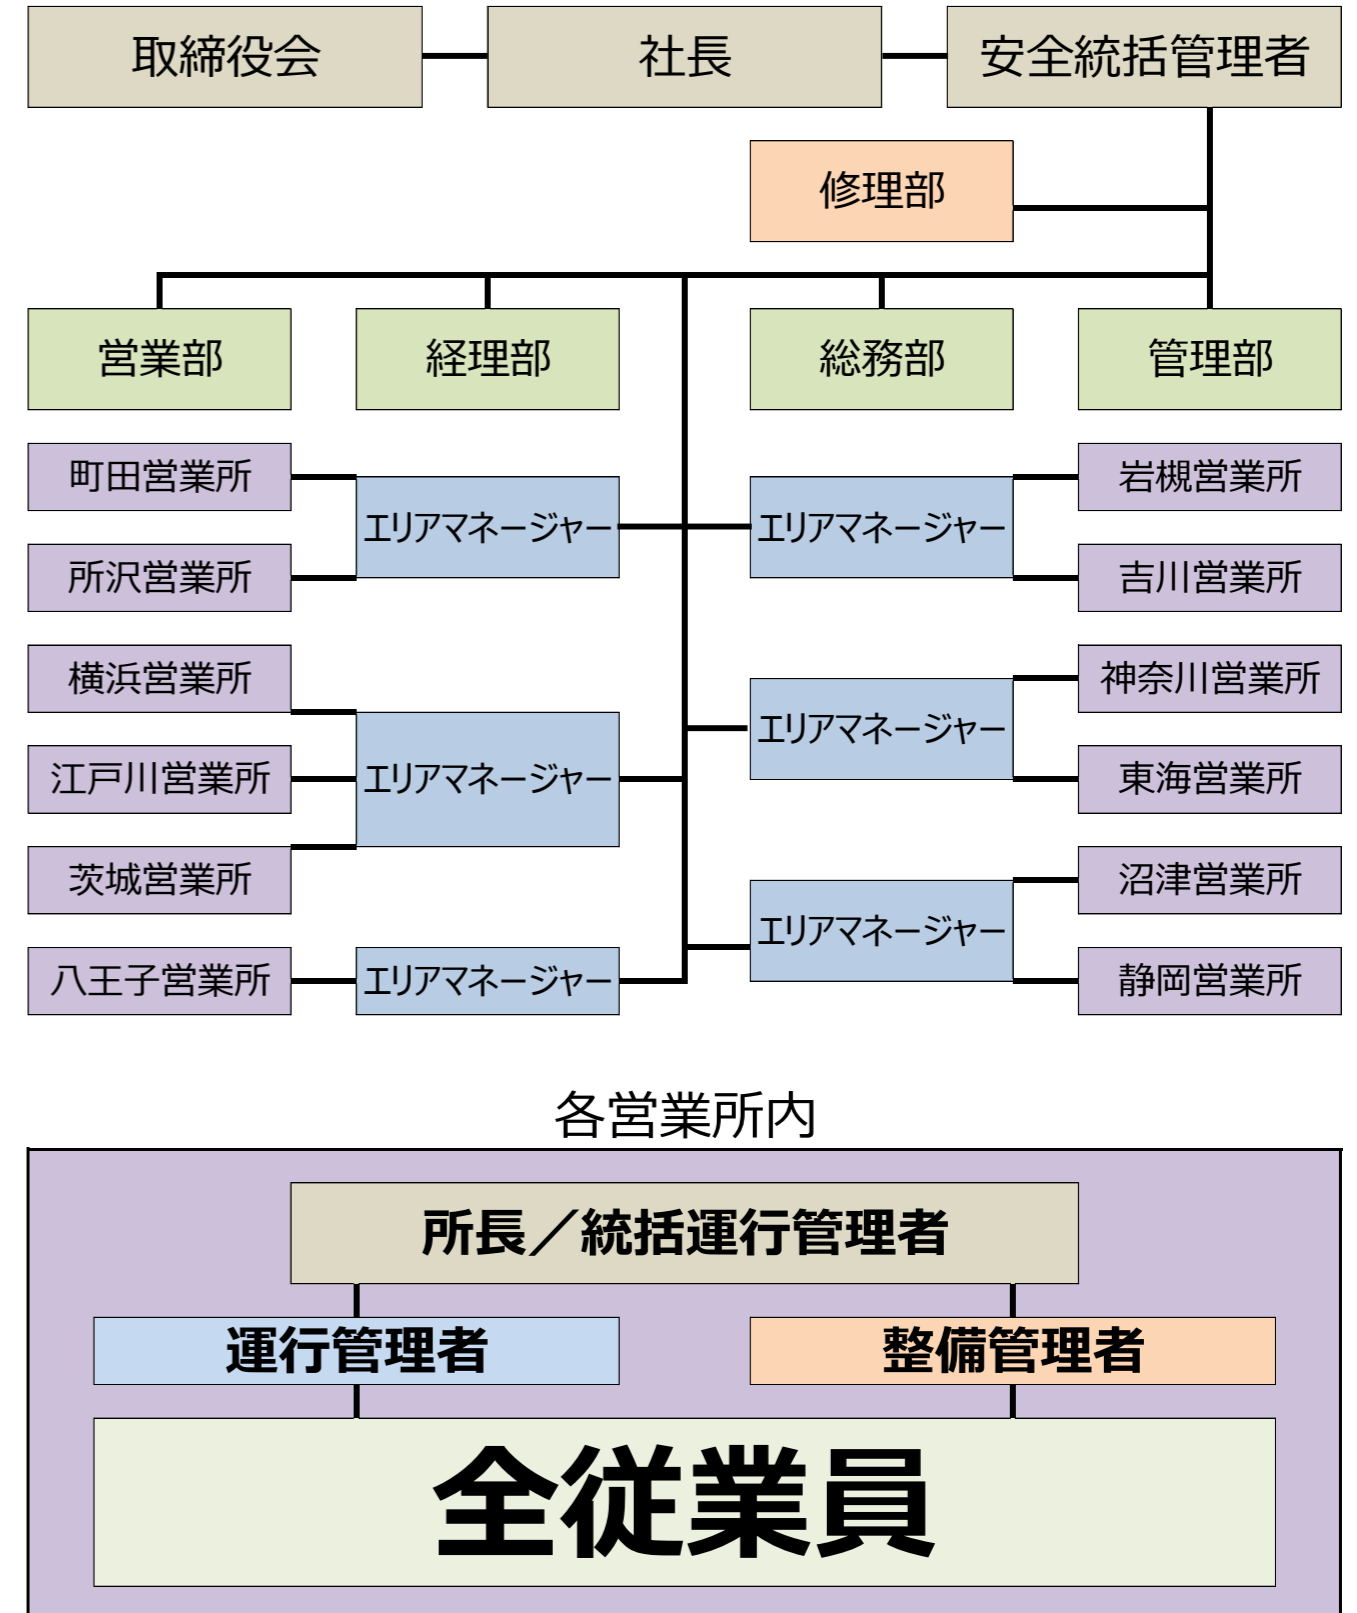 取締役会
社長
安全統括管理者
修理部
営業部
経理部
総務部
管理部
町田営業所
エリアマネージャー
エリアマネージャー
岩槻営業所
所沢営業所
吉川営業所
横浜営業所
エリアマネージャー
神奈川営業所
江戸川営業所
エリアマネージャー
東海営業所
茨城営業所
エリアマネージャー
沼津営業所
八王子営業所
エリアマネージャー
静岡営業所
各営業所内
所長／統括運行管理者
運行管理者
整備管理者
全従業員